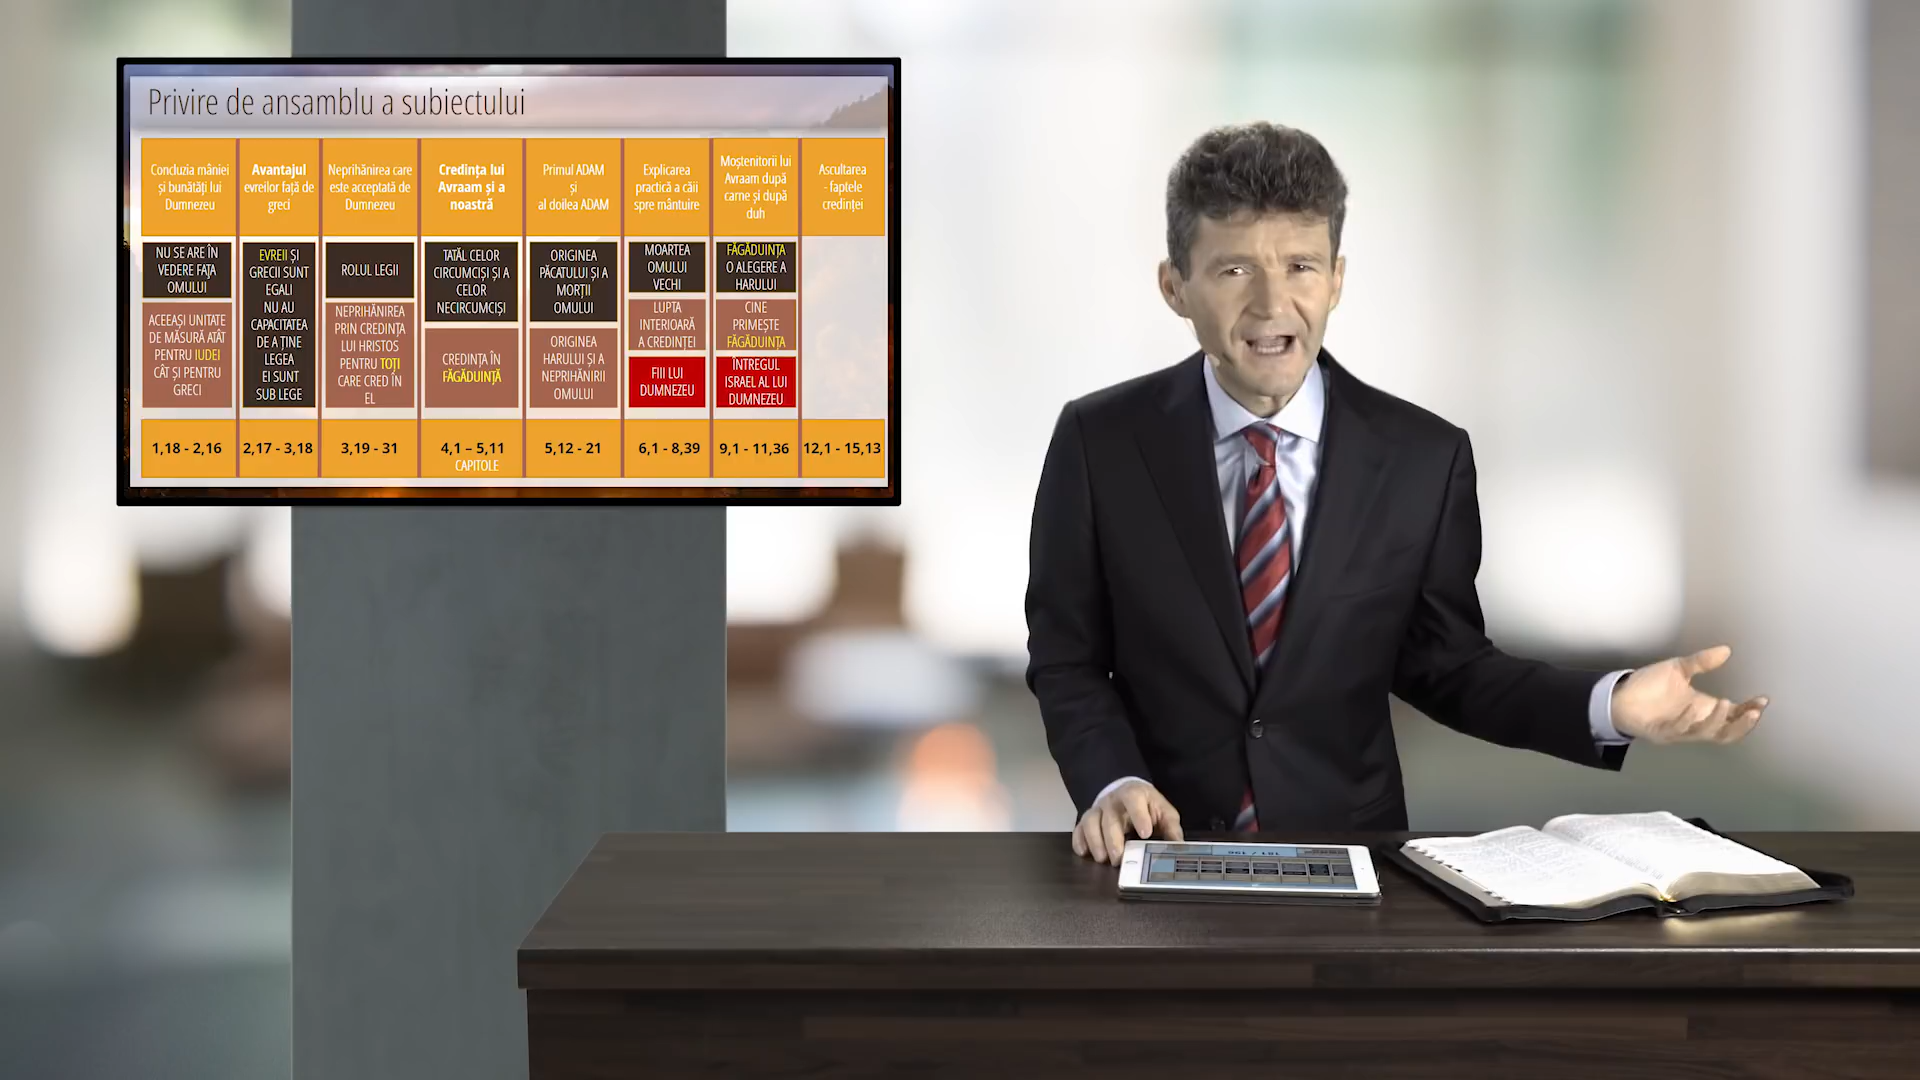 Privire de ansamblu a subiectului
Concluzia mâniei
și bunătăți lui
Dumnezeu
Avantajul
evreilor față de
greci
Neprihănirea care
este acceptată de
Dumnezeu
Credința lui
Avraam și a
noastră
Primul ADAM
și
al doilea ADAM
Explicarea
practică a căii
spre mântuire
Moștenitorii lui
Avraam după
carne și după
duh
Ascultarea
- faptele
credinței
NU SE ARE ÎN
VEDERE FAȚA
OMULUI
ACEEAȘI UNITATE
DE MĂSURĂ ATÂT
PENTRU IUDEI
CÂT ȘI PENTRU
GRECI
EVREII ȘI
GRECII SUNT
EGALI
NU AU
CAPACITATEA
DE A ȚINE
LEGEA
EI SUNT
SUB LEGE
ROLUL LEGII
NEPRIHĂNIREA
PRIN CREDINȚA
LUI HRISTOS
PENTRU TOȚI
CARE CRED ÎN
EL
TATĂL CELOR
CIRCUMCIȘI ȘI A
CELOR
NECIRCUMCIȘI
CREDINȚA ÎN
FĂGĂDUINȚĂ
ORIGINEA
PĂCATULUI ȘI A
MORȚII
OMULUI
ORIGINEA
HARULUI ȘI A
NEPRIHĂNIRII
OMULUI
MOARTEA
OMULUI
VECHI
LUPTA
INTERIOARĂ
A CREDINȚEI
FIII LUI
DUMNEZEU
FĂGĂDUINȚA
O ALEGERE A
HARULUI
CINE
PRIMEȘTE
FĂGĂDUINȚA
ÎNTREGUL
ISRAEL AL LUI
DUMNEZEU
1,18 - 2,16
2,17 - 3,18
3,19 - 31
4,1 – 5,11
CAPITOLE
5,12 - 21
6,1 - 8,39
9,1 - 11,36
12,1 - 15,13